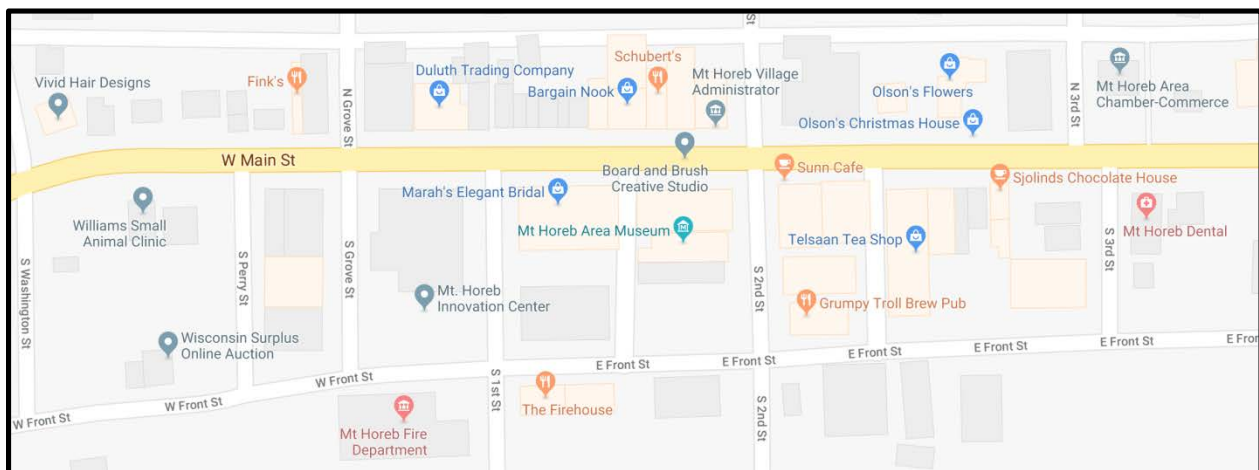 St
Schubert's
Vivid Hair Designs
Fink's
N Grove St
Duluth Trading Company
Bargain Nook
Mt Horeb Village
Administrator
Olson's Flowers
Olson's Christmas House
N 3rd St
Mt Horeb Area
Chamber-Commerce
W Main St
Board and Brush
Creative Studio
Sunn Cafe
Sjolinds Chocolate House
Marah's Elegant Bridal
Williams Small
Animal Clinic
Mt Horeb Area Museum
Telsaan Tea Shop
Mt Horeb Dental
S Washington St
S Perry St
S Grove St
S 2nd St
S 3rd St
Mt. Horeb
Innovation Center
Grumpy Troll Brew Pub
Wisconsin Surplus
Online Auction
E Front St
E Front St
E Front St
E Front St
E Fron
W Front St
W Front St
W Front St
S 1st St
The Firehouse
S 2nd St
Mt Horeb Fire
Department